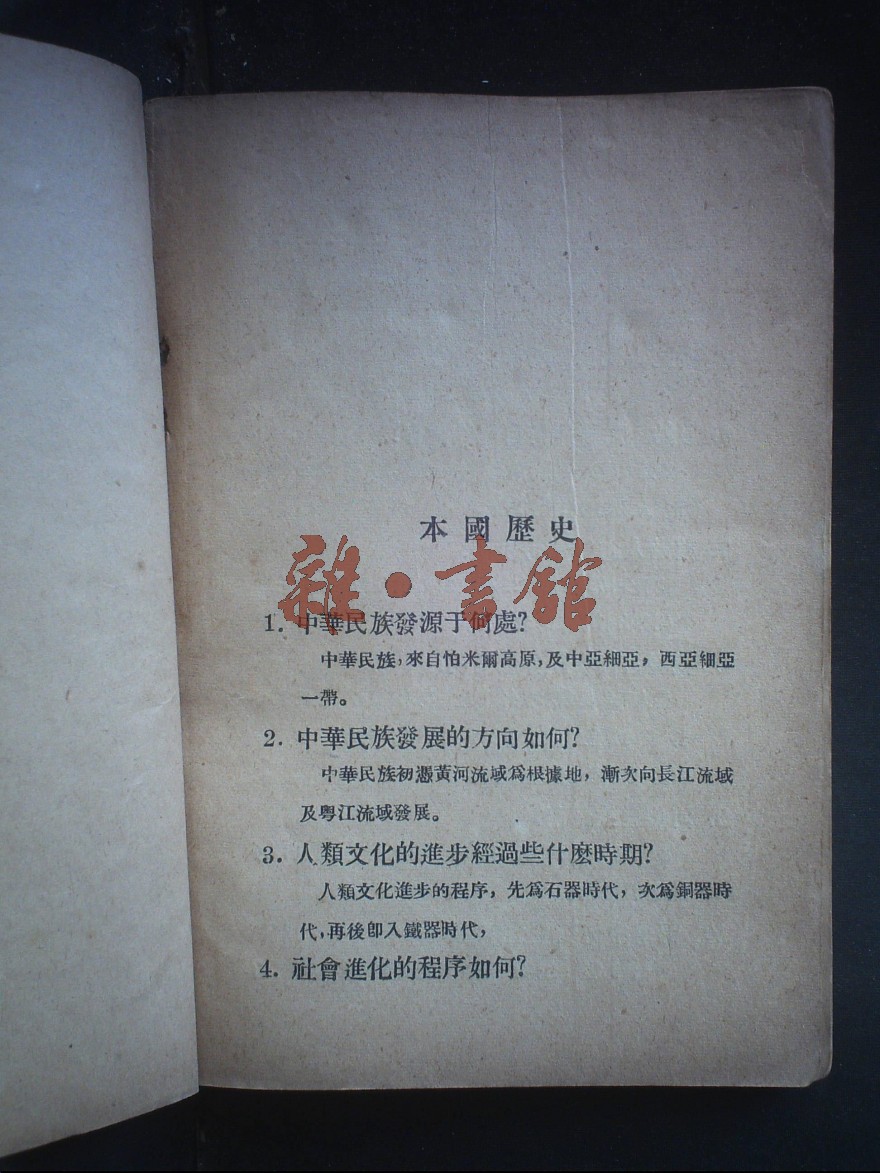 本國歷史
雜·書館
1. 中華民族發源于何處?
中華民族,來自怕米爾高原,及中亞細亞,西亞細亞
一帶。
2. 中華民族發展的方向如何?
中華民族初憑黃河流域爲根據地,漸次向長江流域
及粤江流域發展。
3. 人類文化的進步經過些什麽時期?
人類文化進步的程序,先爲石器時代,次爲銅器時
代,再後卽入鐵器時代,
4. 社會進化的程序如何?